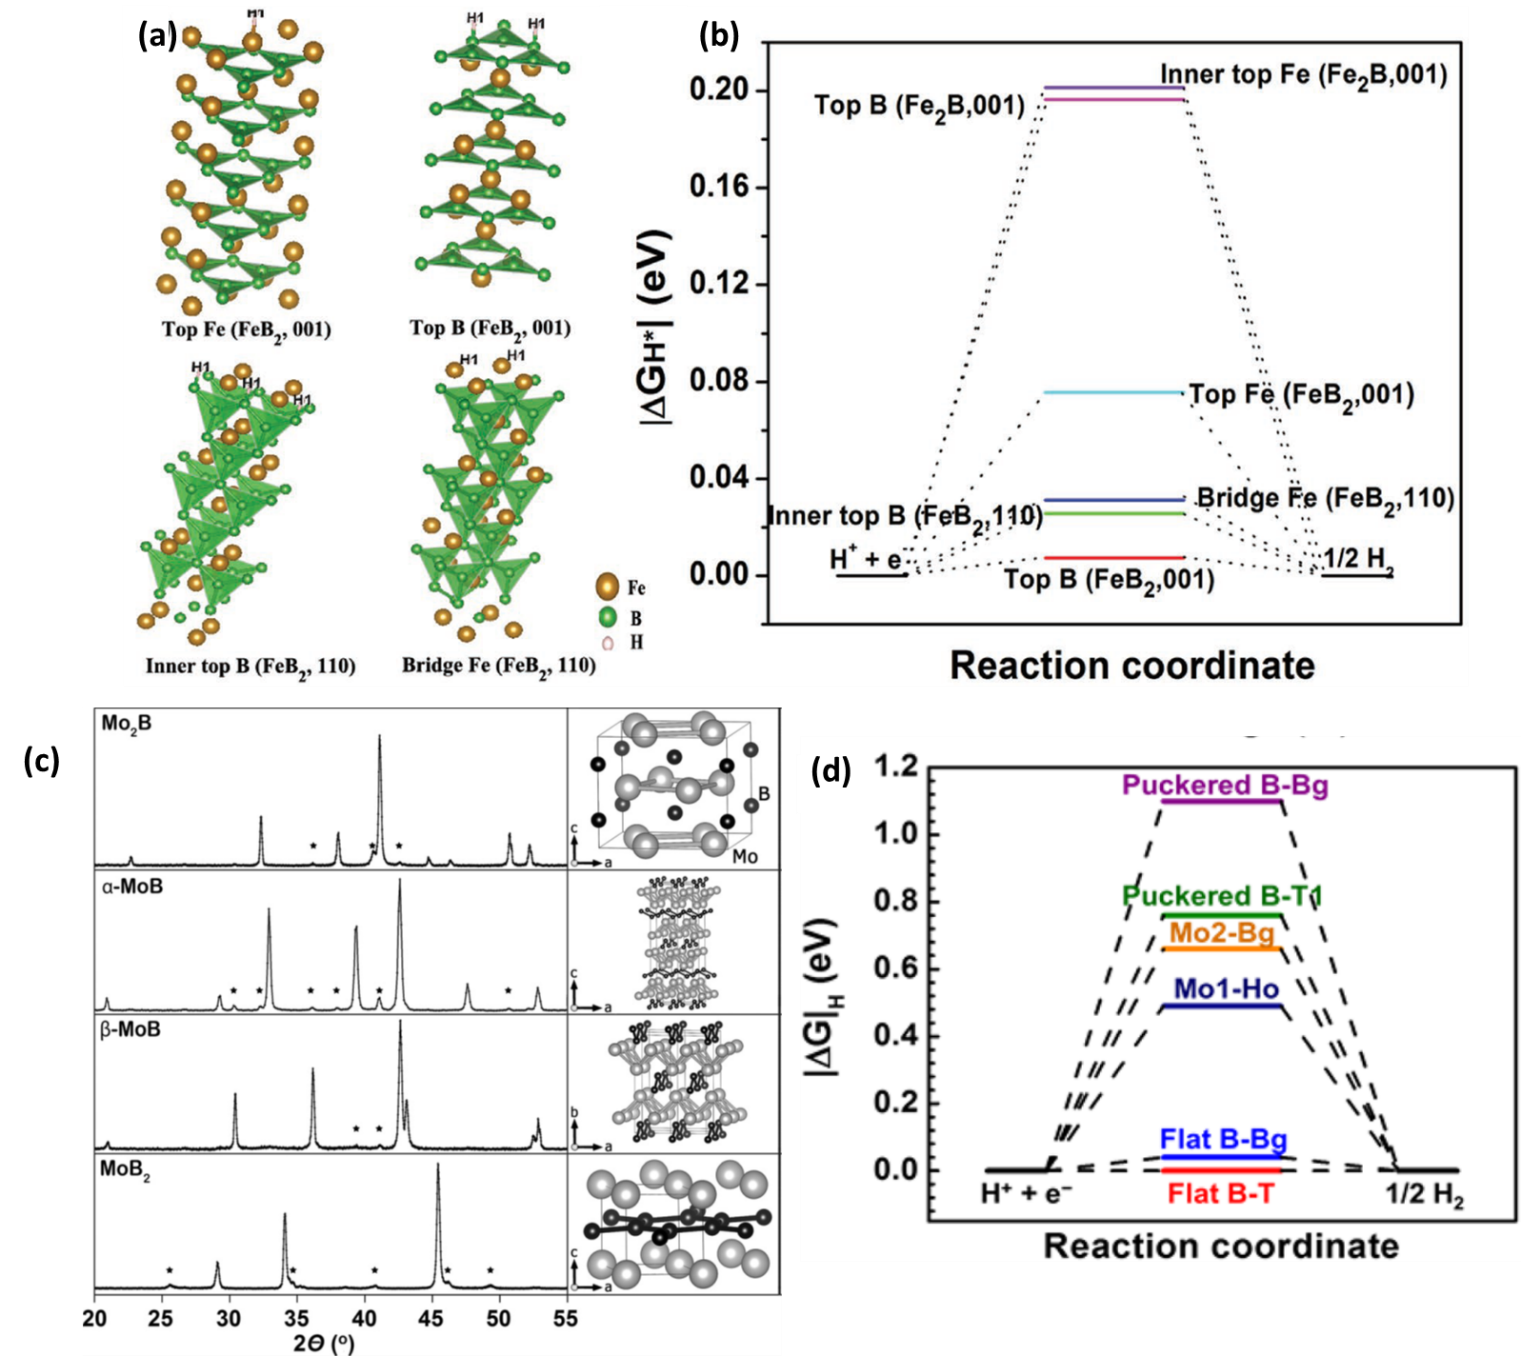 (a)
H1
H1 H1
Top Fe (FeB2, 001)
Top B (FeB2, 001)
H1 H1 H1
H1 H1
Fe
B
H
Inner top B (FeB2, 110)
Bridge Fe (FeB2, 110)
(b)
Inner top Fe (Fe2B,001)
Top B (Fe2B,001)
0.20
0.16
0.12
0.08
0.04
0.00
|ΔGH*| (eV)
Top Fe (FeB2,001)
Bridge Fe (FeB2,110)
Inner top B (FeB2,110)
H+ + e-
1/2 H2
Top B (FeB2,001)
Reaction coordinate
(c)
Mo2B
B
Mo
c
a
α-MoB
c
a
β-MoB
b
a
MoB2
c
a
20 25 30 35 40 45 50 55
2Θ (º)
(d)
1.2
1.0
0.8
0.6
0.4
0.2
0.0
|ΔG|H (eV)
Puckered B-Bg
Puckered B-T1
Mo2-Bg
Mo1-Ho
Flat B-Bg
Flat B-T
H+ + e−
1/2 H2
Reaction coordinate